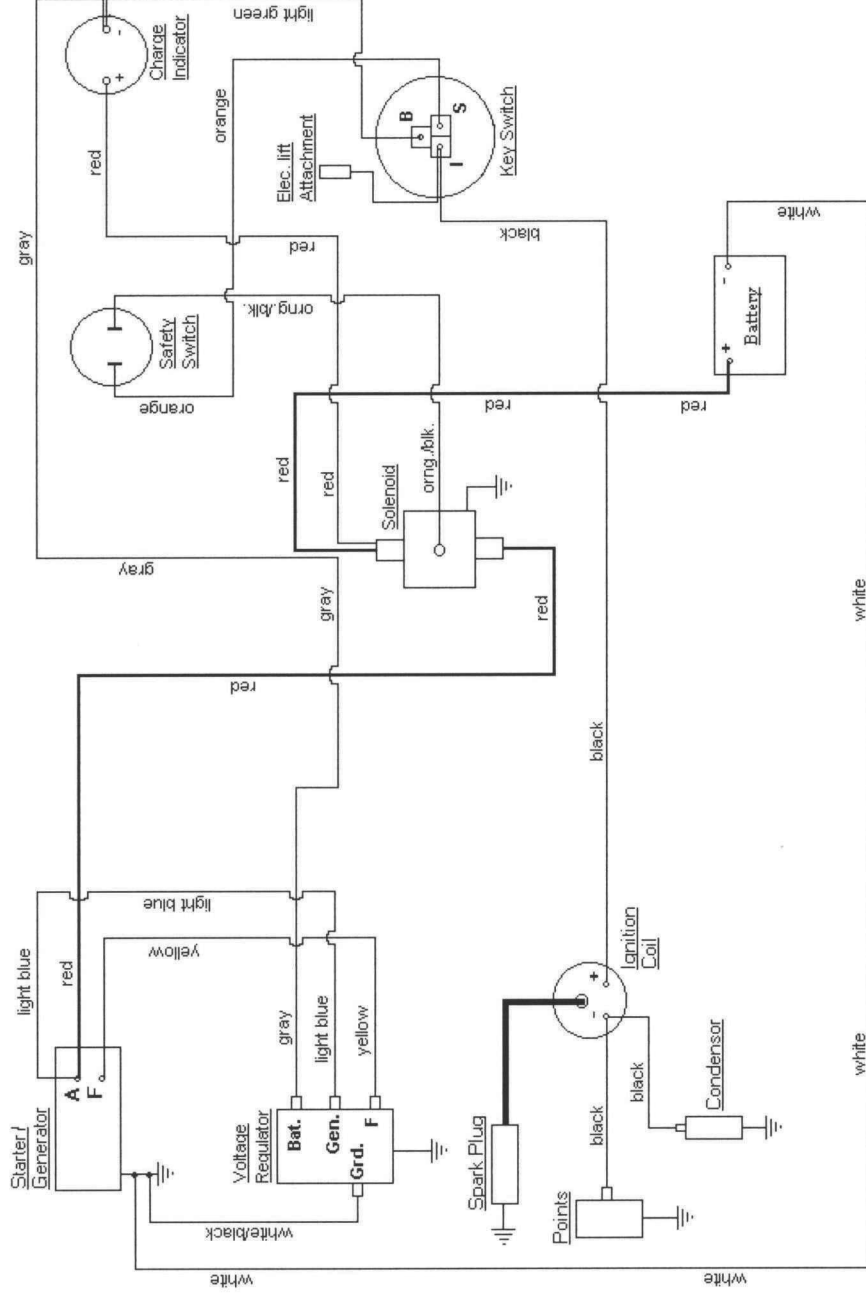 light green
-
+
Charge
Indicator
orange
red
B
S
I
Key Switch
Elec. lift
Attachment
gray
red
black
white
Safety
Switch
orng./blk.
orange
-
+
Battery
red
red
red
red
orng./blk.
Solenoid
gray
gray
red
red
black
white
light blue
red
light blue
yellow
gray
light blue
yellow
Ignition
Coil
+
-
Starter/
Generator
A
F
Voltage
Regulator
Bat.
Gen.
F
Grd.
white/black
Spark Plug
black
black
Condensor
Points
white
white
white